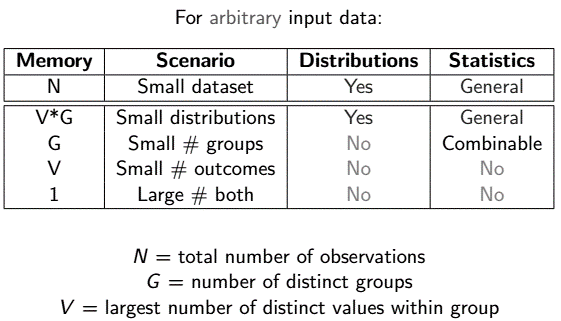 For arbitrary input data:
Memory Scenario Distributions Statistics
N Small dataset Yes General
V*G Small distributions Yes General
G Small # groups No Combinable
V Small # outcomes No No
1 Large # both No No
N = total number of observations
G = number of distinct groups
V = largest number of distinct values within group